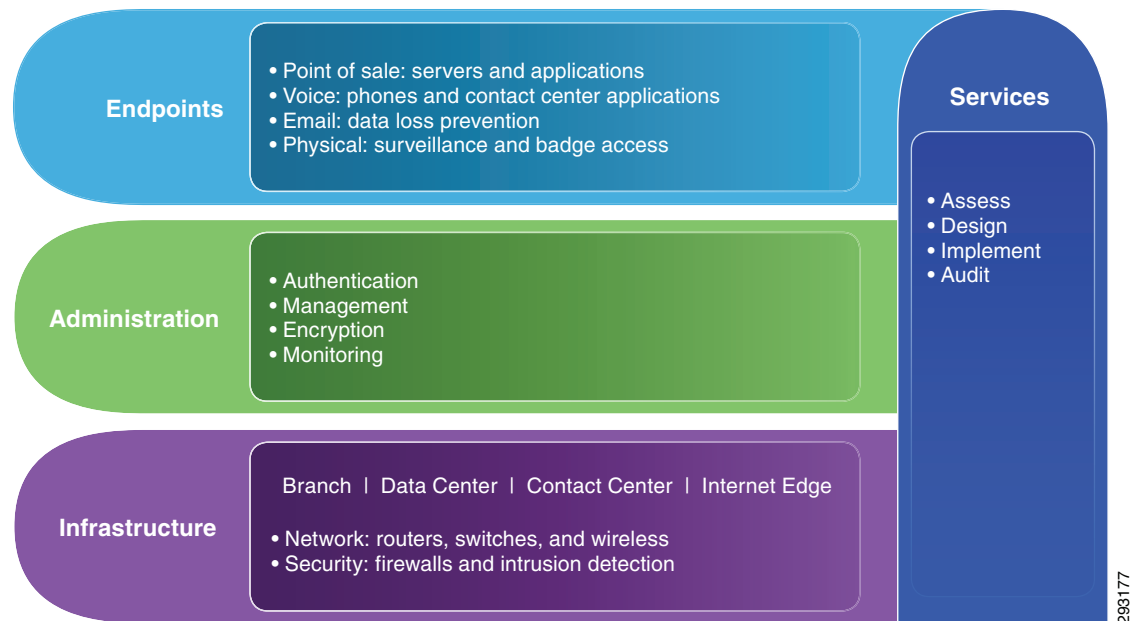 Endpoints
• Point of sale: servers and applications
• Voice: phones and contact center applications
• Email: data loss prevention
• Physical: surveillance and badge access
Administration
• Authentication
• Management
• Encryption
• Monitoring
Infrastructure
Branch | Data Center | Contact Center | Internet Edge
• Network: routers, switches, and wireless
• Security: firewalls and intrusion detection
Services
• Assess
• Design
• Implement
• Audit
293177